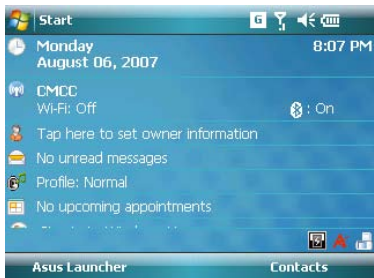 Start
G
Monday 8:07 PM
August 06, 2007
CMCC
Wi-Fi: Off : On
Tap here to set owner information
No unread messages
Profile: Normal
No upcoming appointments
A
Asus Launcher Contacts